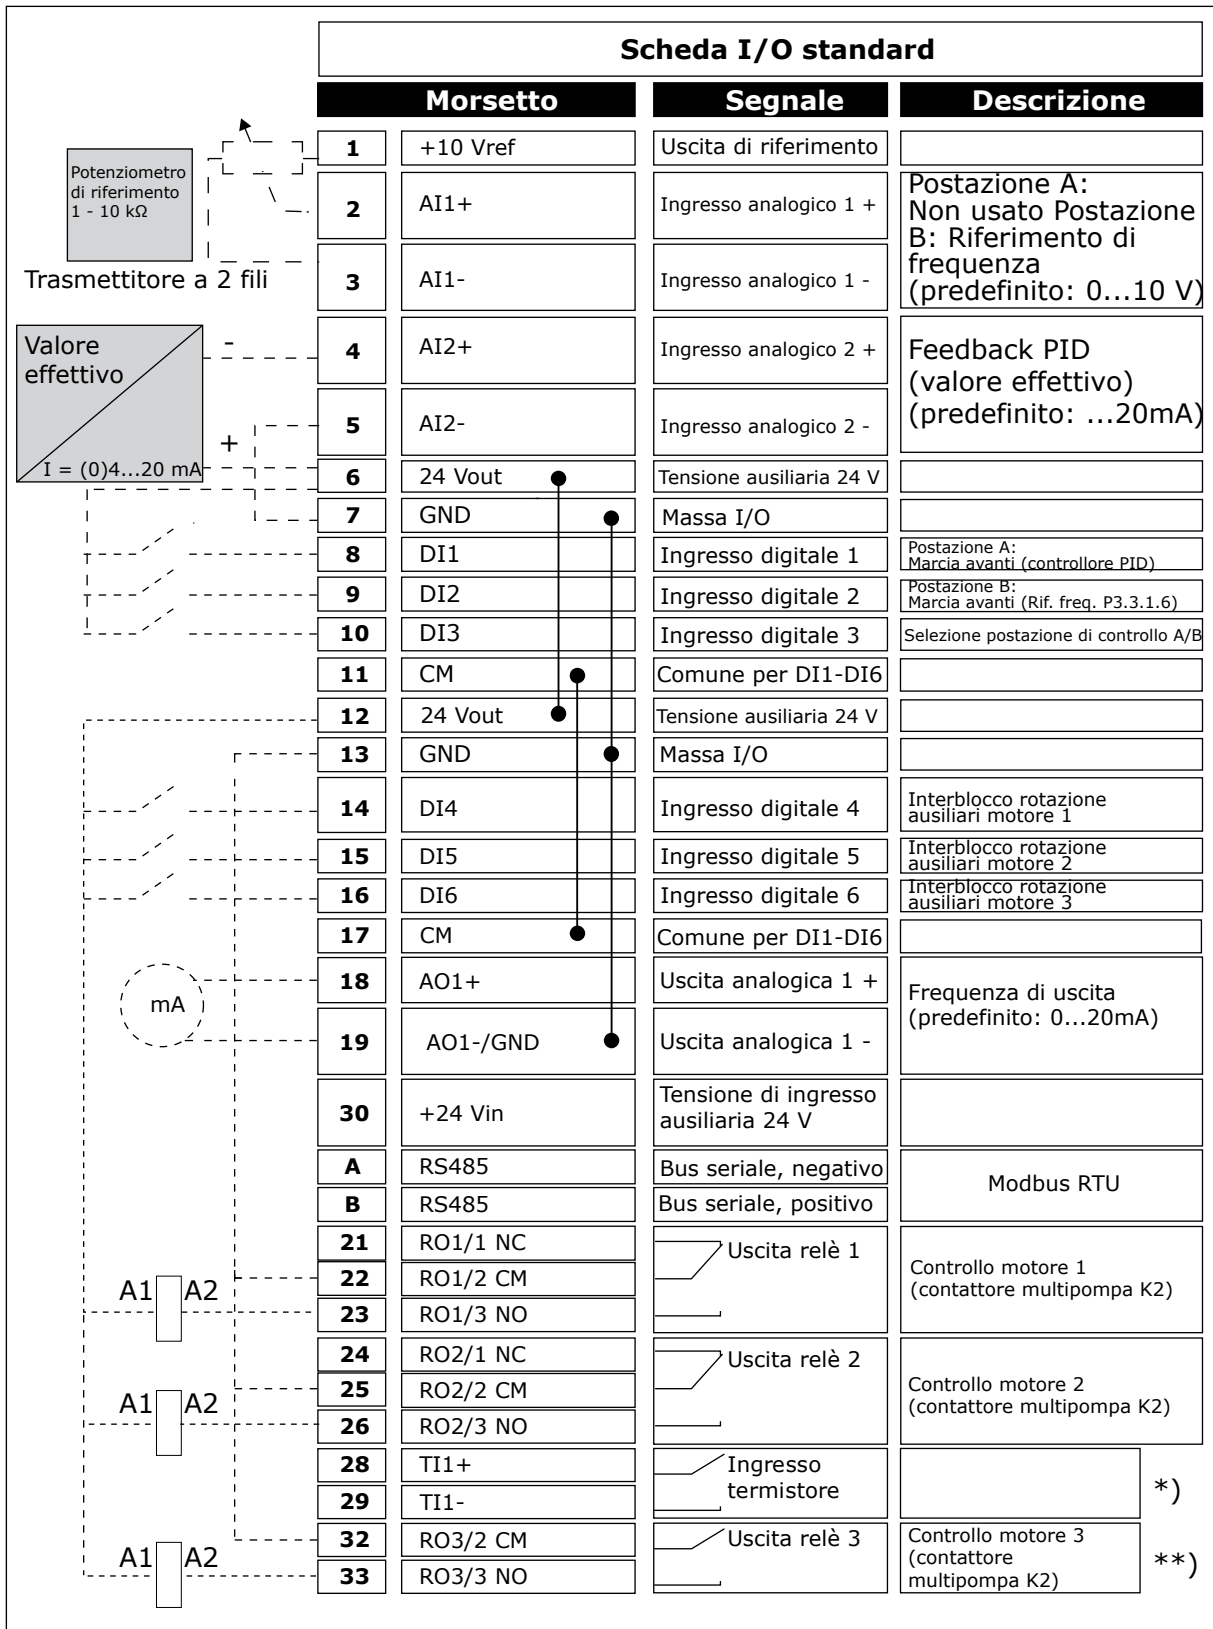 Scheda I/O standard
Morsetto Segnale Descrizione
1 +10 Vref Uscita di riferimento
Potenziometro
di riferimento
1 - 10 kΩ
Trasmettitore a 2 fili
2 AI1+ Ingresso analogico 1 +
3 AI1- Ingresso analogico 1 -
Postazione A:
Non usato Postazione
B: Riferimento di
frequenza
(predefinito: 0...10 V)
Valore
effettivo
-
+
I = (0)4...20 mA
4 AI2+ Ingresso analogico 2 +
5 AI2- Ingresso analogico 2 -
Feedback PID
(valore effettivo)
(predefinito: ...20mA)
6 24 Vout Tensione ausiliaria 24 V
7 GND Massa I/O
8 DI1 Ingresso digitale 1
Postazione A:
Marcia avanti (controllore PID)
9 DI2 Ingresso digitale 2
Postazione B:
Marcia avanti (Rif. freq. P3.3.1.6)
10 DI3 Ingresso digitale 3 Selezione postazione di controllo A/B
11 CM Comune per DI1-DI6
12 24 Vout Tensione ausiliaria 24 V
13 GND Massa I/O
14 DI4 Ingresso digitale 4
Interblocco rotazione
ausiliari motore 1
15 DI5 Ingresso digitale 5
Interblocco rotazione
ausiliari motore 2
16 DI6 Ingresso digitale 6
Interblocco rotazione
ausiliari motore 3
17 CM Comune per DI1-DI6
mA
18 AO1+ Uscita analogica 1 +
19 AO1-/GND Uscita analogica 1 -
Frequenza di uscita
(predefinito: 0...20mA)
30 +24 Vin
Tensione di ingresso
ausiliaria 24 V
A RS485 Bus seriale, negativo
B RS485 Bus seriale, positivo
Modbus RTU
21 RO1/1 NC
22 RO1/2 CM
23 RO1/3 NO
A1 A2
Uscita relè 1
Controllo motore 1
(contattore multipompa K2)
24 RO2/1 NC
25 RO2/2 CM
26 RO2/3 NO
A1 A2
Uscita relè 2
Controllo motore 2
(contattore multipompa K2)
28 TI1+
29 TI1-
Ingresso
termistore
*)
32 RO3/2 CM
33 RO3/3 NO
A1 A2
Uscita relè 3
Controllo motore 3
(contattore
multipompa K2)
**)